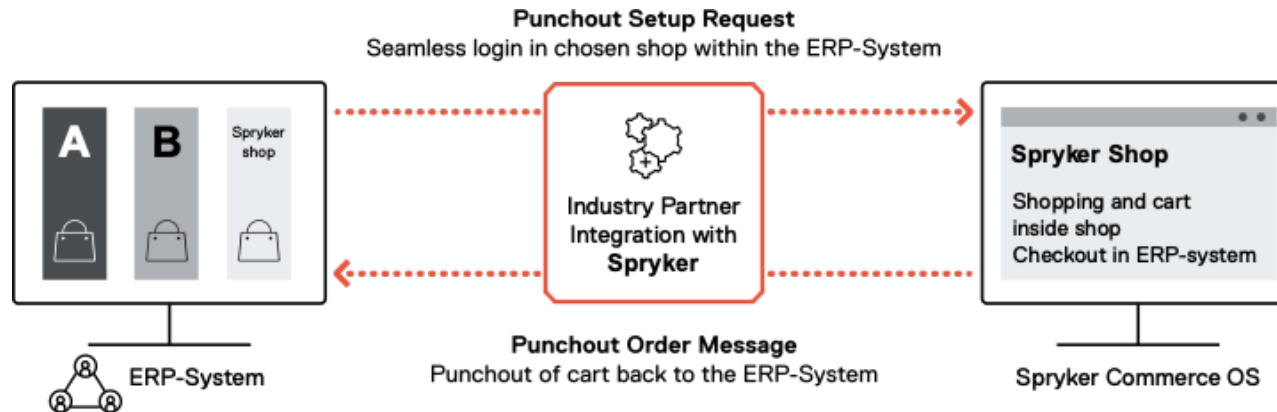 Punchout Setup Request
Seamless login in chosen shop within the ERP-System
A
B
Spryker
shop
Industry Partner
Integration with
Spryker
Spryker Shop
Shopping and cart
inside shop
Checkout in ERP-system
Punchout Order Message
Punchout of cart back to the ERP-System
ERP-System
Spryker Commerce OS